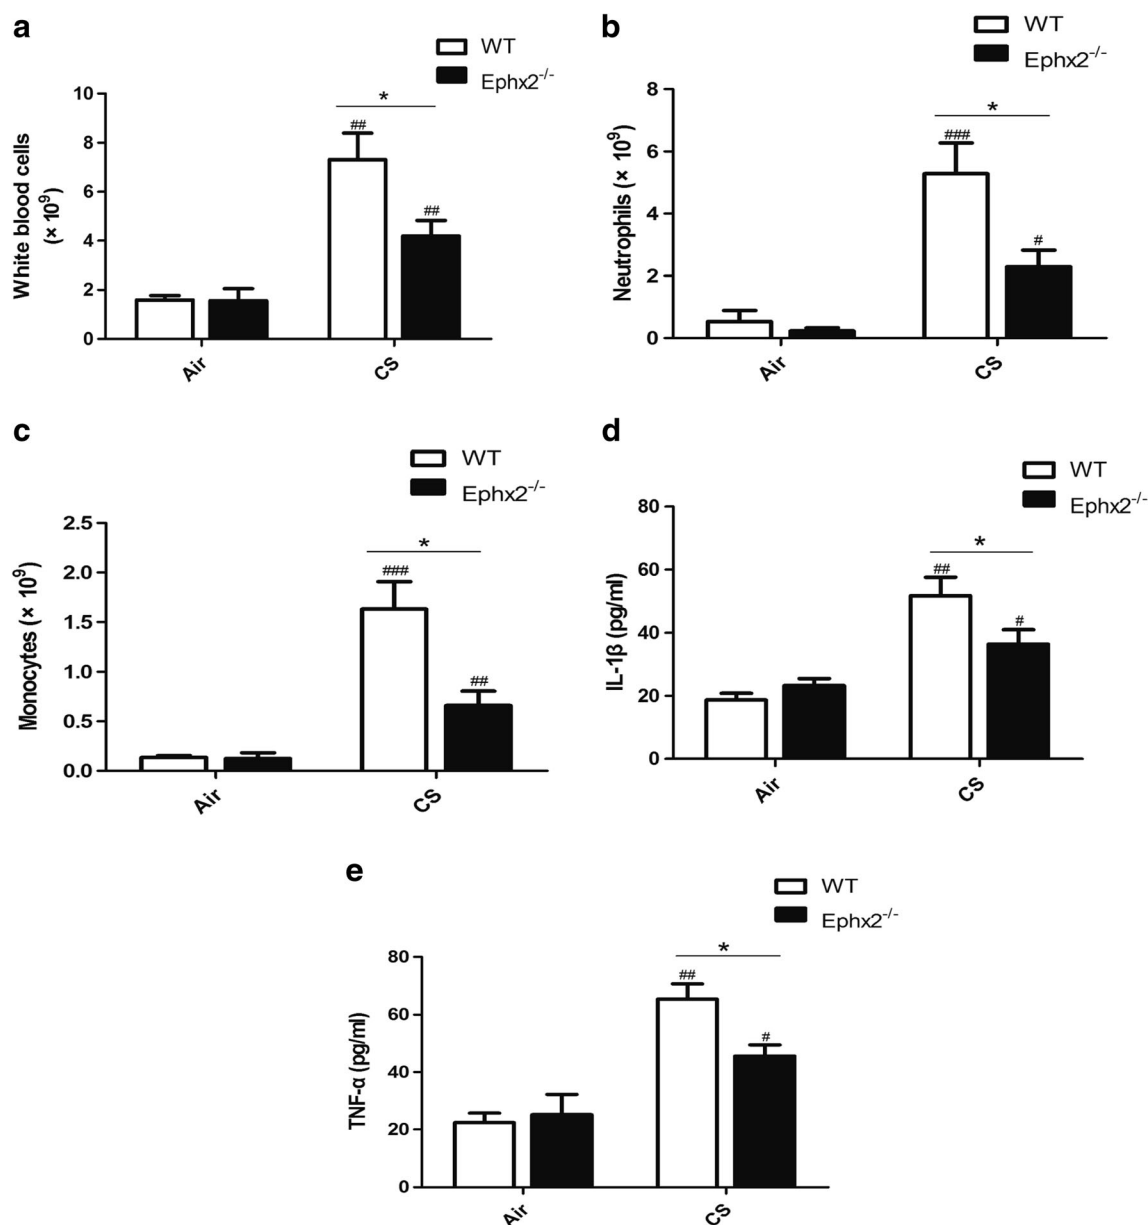 a
WT
Ephx2⁻/⁻
White blood cells
(× 10⁹)
10
8
6
4
2
0
*
##
##
Air
CS
b
WT
Ephx2⁻/⁻
Neutrophils (× 10⁹)
8
6
4
2
0
*
###
#
Air
CS
c
WT
Ephx2⁻/⁻
Monocytes (× 10⁹)
2.5
2.0
1.5
1.0
0.5
0.0
*
###
##
Air
CS
d
WT
Ephx2⁻/⁻
IL-1β (pg/ml)
80
60
40
20
0
*
##
#
Air
CS
e
WT
Ephx2⁻/⁻
TNF-α (pg/ml)
80
60
40
20
0
*
##
#
Air
CS